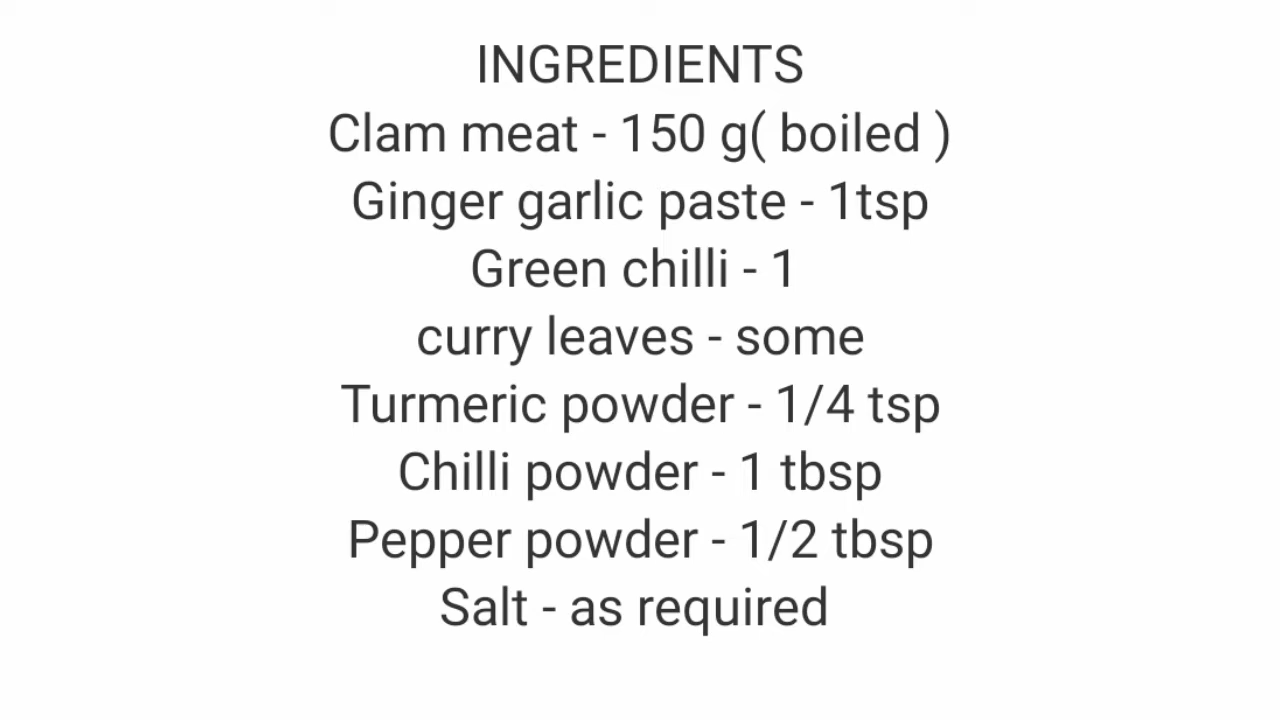 INGREDIENTS
Clam meat - 150 g( boiled )
Ginger garlic paste - 1tsp
Green chilli - 1
curry leaves - some
Turmeric powder - 1/4 tsp
Chilli powder - 1 tbsp
Pepper powder - 1/2 tbsp
Salt - as required